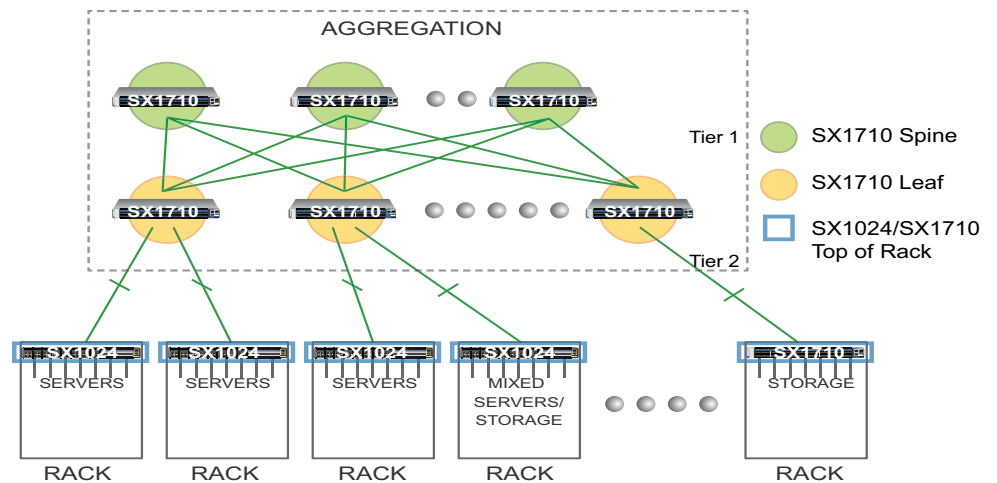 AGGREGATION
SX1710
SX1710
SX1710
Tier 1
SX1710 Spine
SX1710 Leaf
SX1024/SX1710
Top of Rack
SX1710
SX1710
SX1710
Tier 2
SX1024
SX1024
SX1024
SX1024
SX1710
SERVERS
SERVERS
SERVERS
MIXED
SERVERS/
STORAGE
STORAGE
RACK
RACK
RACK
RACK
RACK